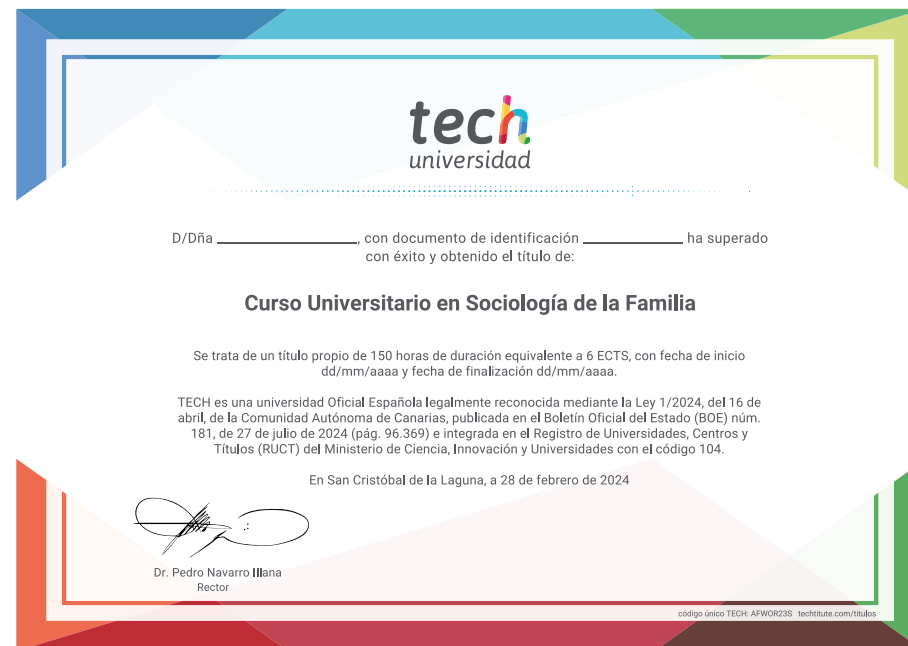 tech
universidad
D/Dña ______________, con documento de identificación __________ ha superado
con éxito y obtenido el título de:
Curso Universitario en Sociología de la Familia
Se trata de un título propio de 150 horas de duración equivalente a 6 ECTS, con fecha de inicio
dd/mm/aaaa y fecha de finalización dd/mm/aaaa.
TECH es una universidad Oficial Española legalmente reconocida mediante la Ley 1/2024, del 16 de
abril, de la Comunidad Autónoma de Canarias, publicada en el Boletín Oficial del Estado (BOE) núm.
181, de 27 de julio de 2024 (pág. 96.369) e integrada en el Registro de Universidades, Centros y
Títulos (RUCT) del Ministerio de Ciencia, Innovación y Universidades con el código 104.
En San Cristóbal de la Laguna, a 28 de febrero de 2024
Dr. Pedro Navarro Illana
Rector
código único TECH: AFWOR23S techtitute.com/titulos